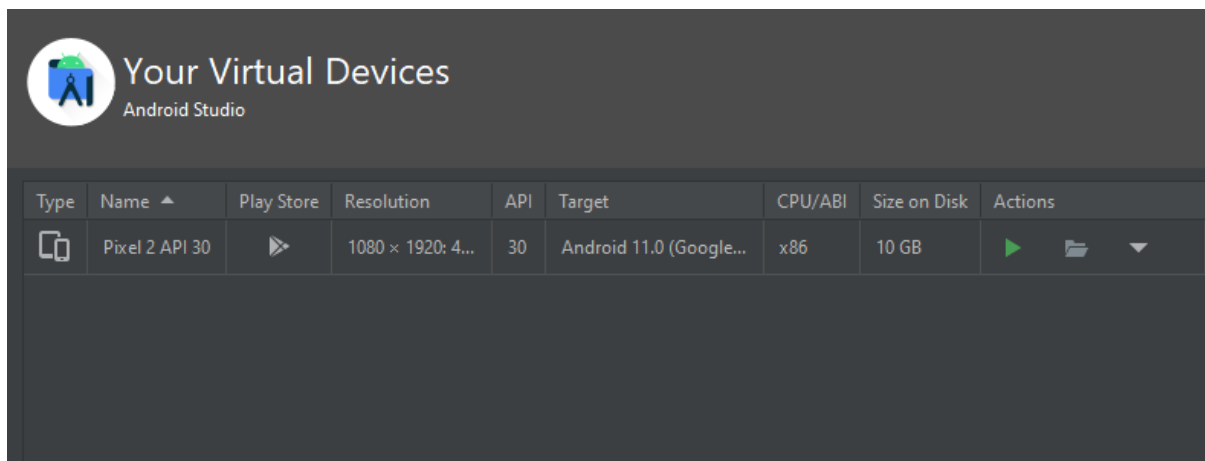 Your Virtual Devices
Android Studio
Type Name Play Store Resolution API Target CPU/ABI Size on Disk Actions
Pixel 2 API 30 1080 × 1920: 4... 30 Android 11.0 (Google... x86 10 GB